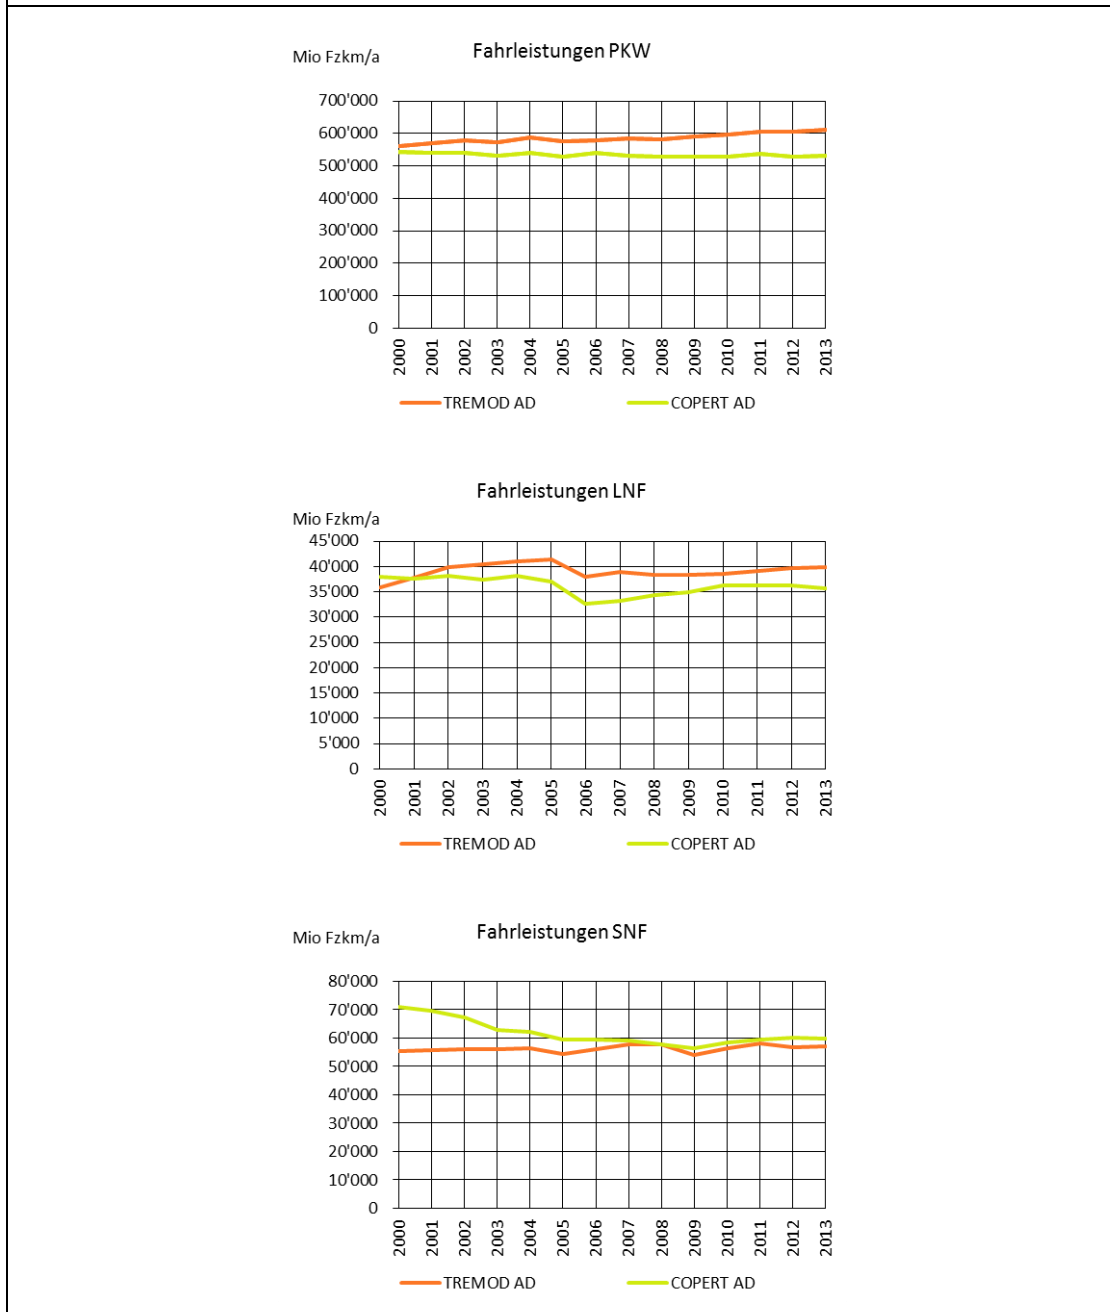 Fahrleistungen PKW
Mio Fzkm/a
700'000
600'000
500'000
400'000
300'000
200'000
100'000
0
2000 2001 2002 2003 2004 2005 2006 2007 2008 2009 2010 2011 2012 2013
TREMOD AD COPERT AD
Fahrleistungen LNF
Mio Fzkm/a
45'000
40'000
35'000
30'000
25'000
20'000
15'000
10'000
5'000
0
2000 2001 2002 2003 2004 2005 2006 2007 2008 2009 2010 2011 2012 2013
TREMOD AD COPERT AD
Fahrleistungen SNF
Mio Fzkm/a
80'000
70'000
60'000
50'000
40'000
30'000
20'000
10'000
0
2000 2001 2002 2003 2004 2005 2006 2007 2008 2009 2010 2011 2012 2013
TREMOD AD COPERT AD